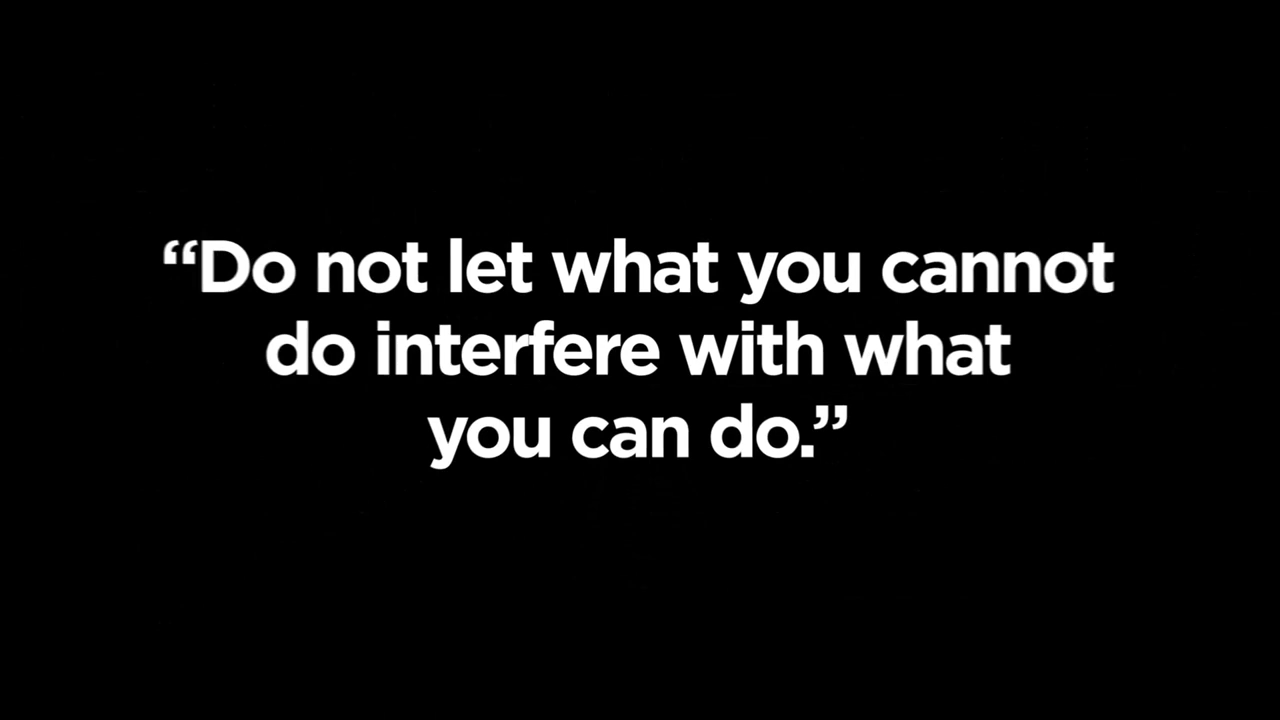 “Do not let what you cannot
do interfere with what
you can do.”